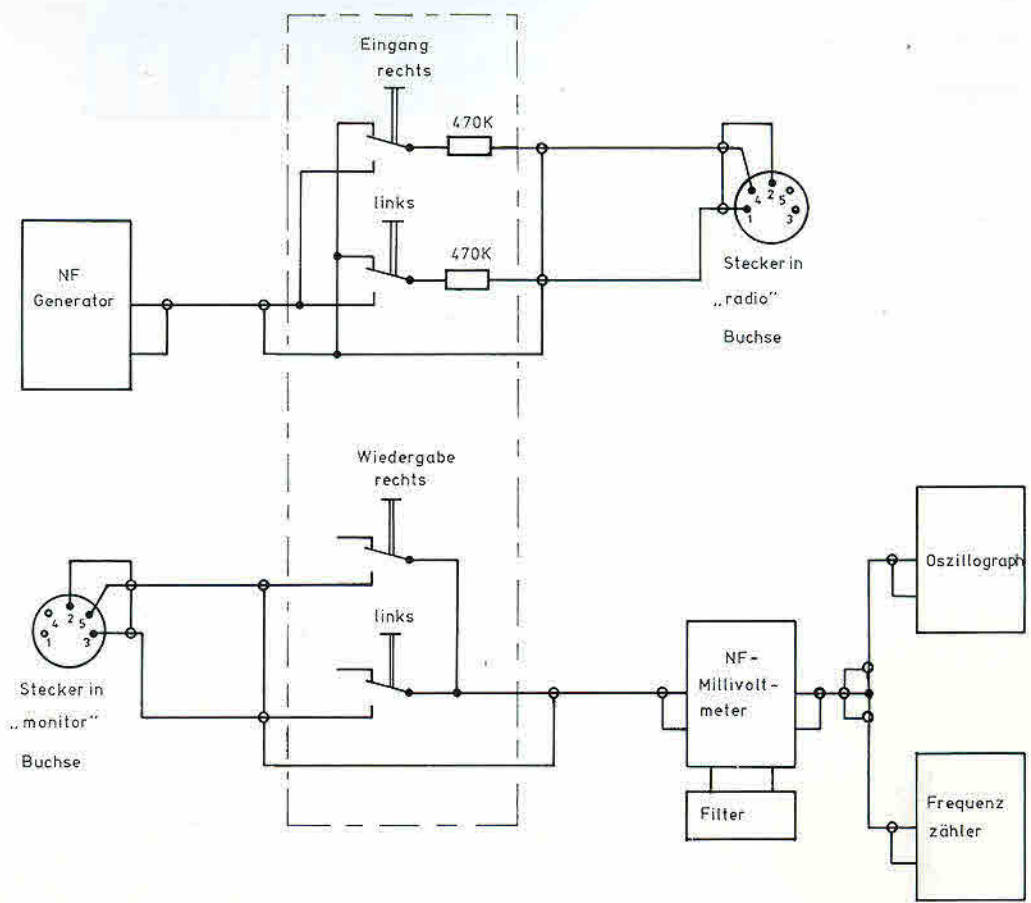 Eingang
rechts
470K
links
470K
NF
Generator
4 2 5
1 3
Stecker in
„radio"
Buchse
Wiedergabe
rechts
links
4 2 5
1 3
Stecker in
„monitor"
Buchse
NF-
Millivolt-
meter
Filter
Oszillograph
Frequenz
zähler